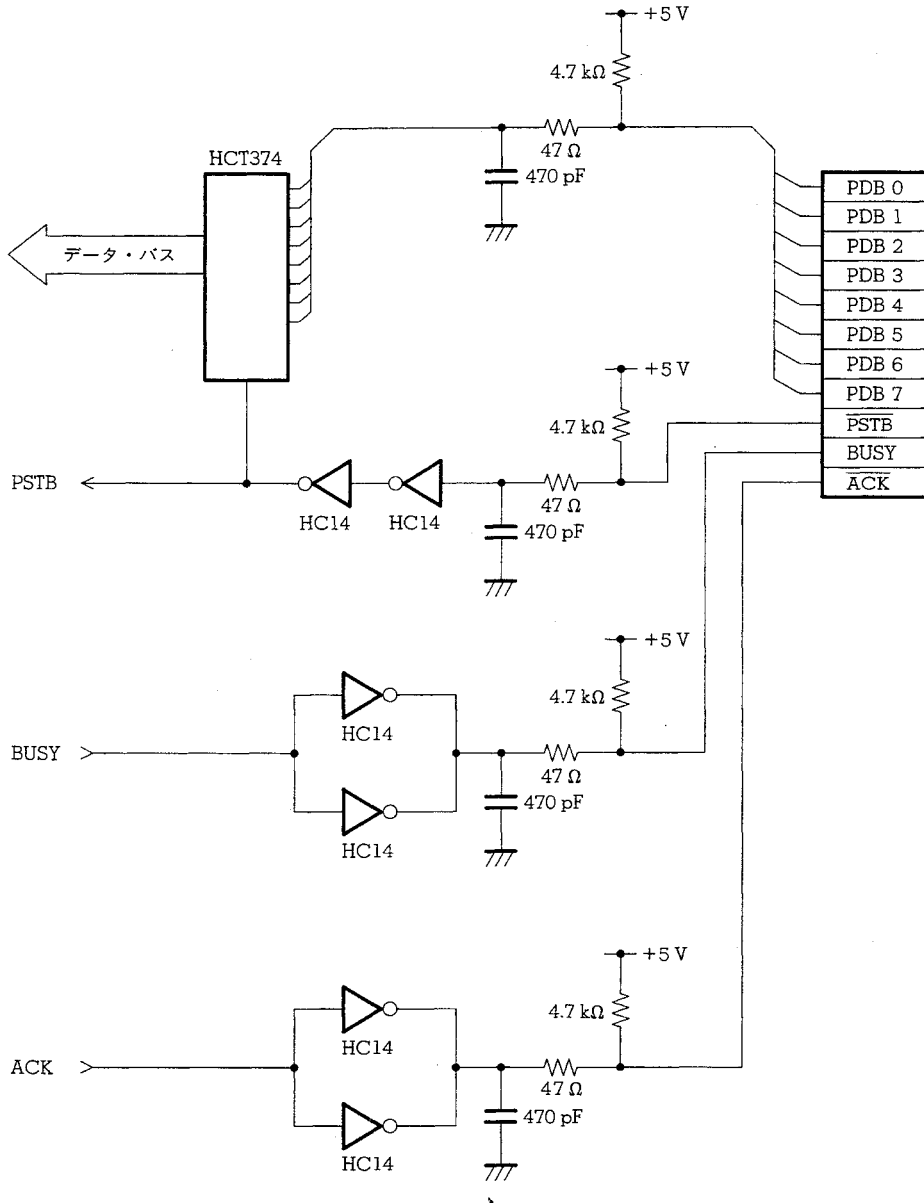 +5 V
4.7 kΩ
47 Ω
470 pF
HCT374
データ・バス
PDB 0
PDB 1
PDB 2
PDB 3
PDB 4
PDB 5
PDB 6
PDB 7
PSTB
BUSY
ACK
+5 V
4.7 kΩ
47 Ω
470 pF
PSTB
HC14
HC14
+5 V
4.7 kΩ
47 Ω
470 pF
BUSY
HC14
HC14
+5 V
4.7 kΩ
47 Ω
470 pF
ACK
HC14
HC14